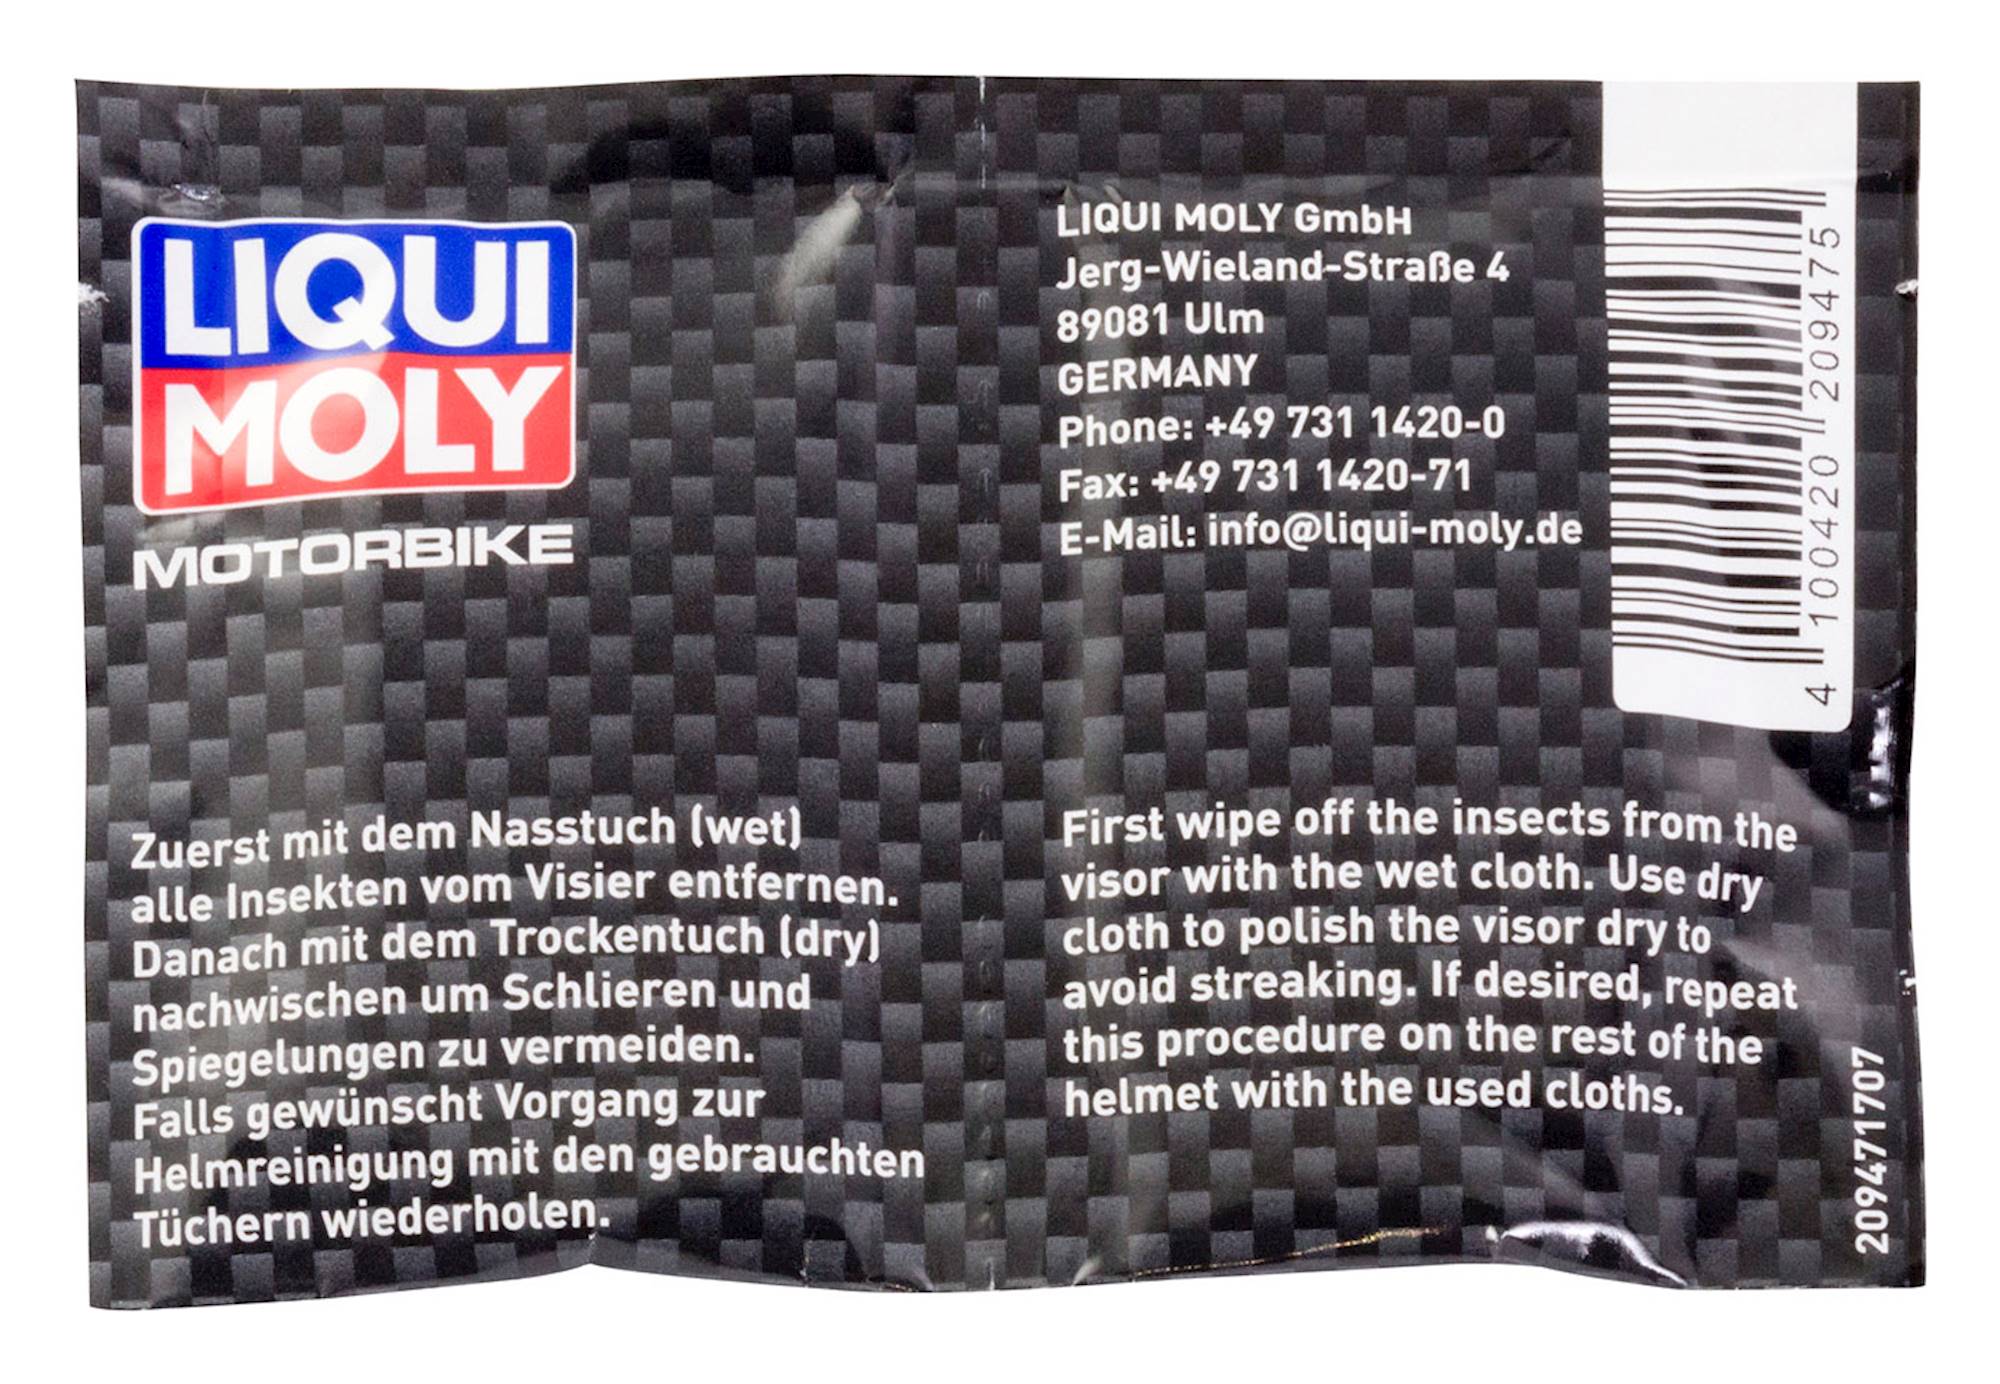 LIQUI
MOLY
MOTORBIKE
LIQUI MOLY GmbH
Jerg-Wieland-Straße 4
89081 Ulm
GERMANY
Phone: +49 731 1420-0
Fax: +49 731 1420-71
E-Mail: info@liqui-moly.de
4 100420 209475
Zuerst mit dem Nasstuch (wet)
alle Insekten vom Visier entfernen.
Danach mit dem Trockentuch (dry)
nachwischen um Schlieren und
Spiegelungen zu vermeiden.
Falls gewünscht Vorgang zur
Helmreinigung mit den gebrauchten
Tüchern wiederholen.
First wipe off the insects from the
visor with the wet cloth. Use dry
cloth to polish the visor dry to
avoid streaking. If desired, repeat
this procedure on the rest of the
helmet with the used cloths.
209471707